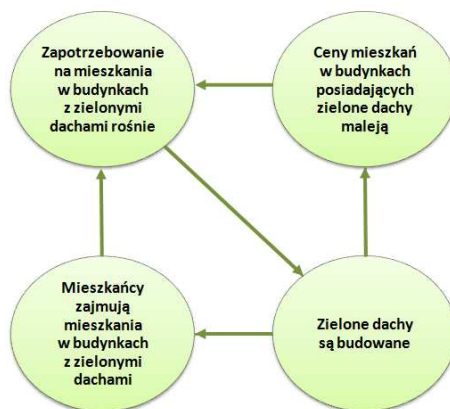 Zapotrzebowanie
na mieszkania
w budynkach
z zielonymi
dachami rośnie
Ceny mieszkań
w budynkach
posiadających
zielone dachy
maleją
Mieszkańcy
zajmują
mieszkania
w budynkach
z zielonymi
dachami
Zielone dachy
są budowane